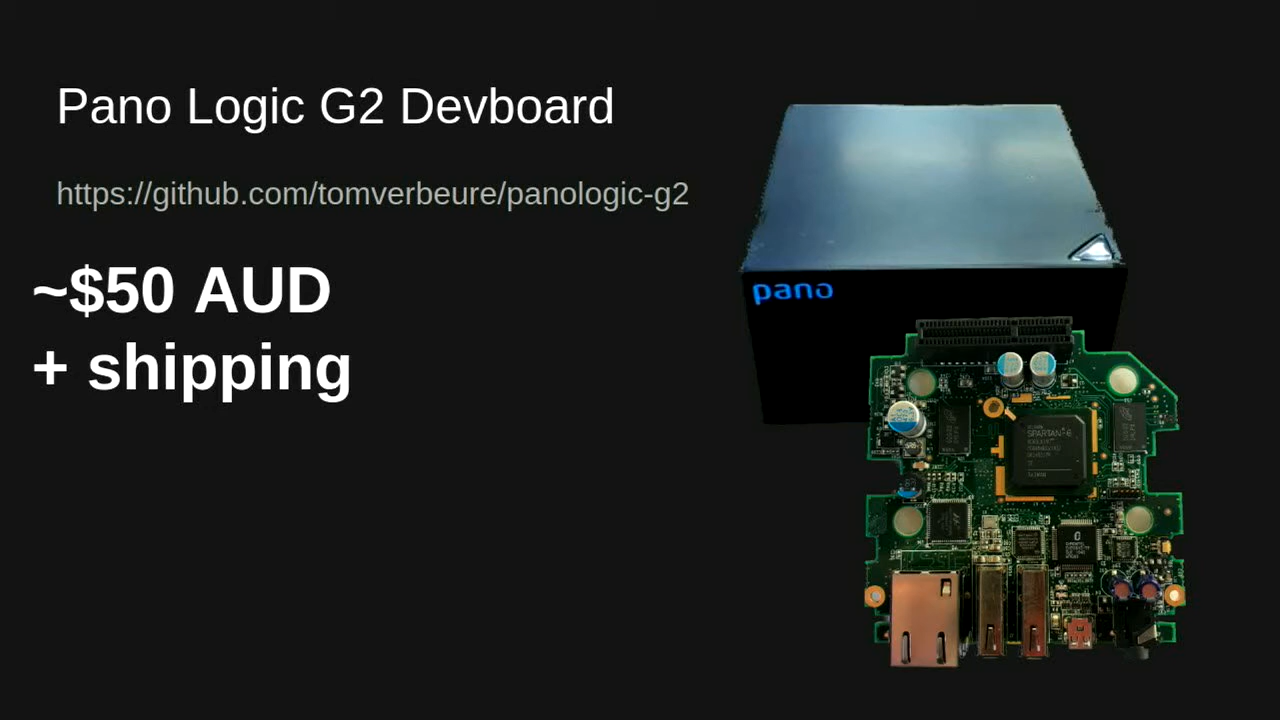 Pano Logic G2 Devboard
https://github.com/tomverbeure/panologic-g2
~$50 AUD
+ shipping
pano
SPARTAN-6